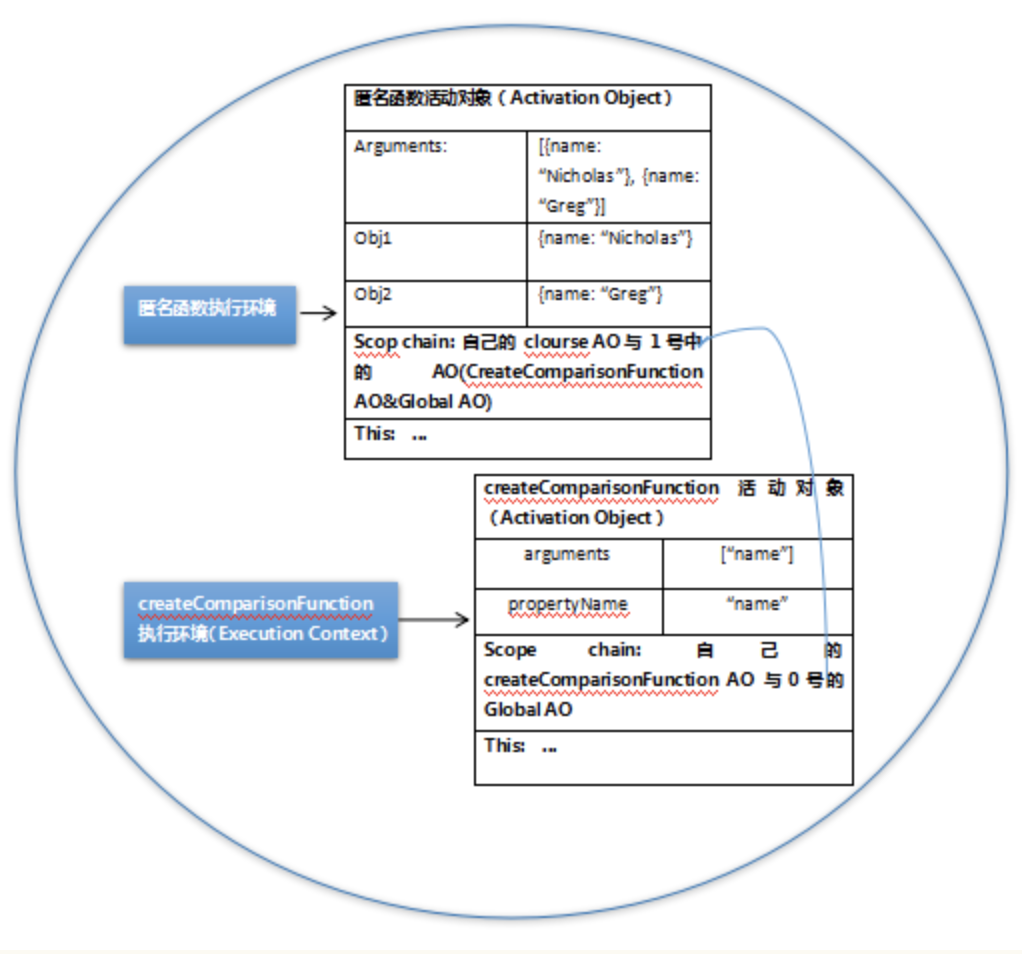 匿名函数活动对象（Activation Object）
Arguments:
[{name:
“Nicholas”}, {name:
“Greg”}]
Obj1
{name: “Nicholas”}
Obj2
{name: “Greg”}
Scop chain: 自己的 clourse AO 与 1 号中
的 AO(CreateComparisonFunction
AO&Global AO)
This: ...
匿名函数执行环境
createComparisonFunction 活动对象
（Activation Object）
arguments
[“name”]
propertyName
“name”
Scope chain: 自己的
createComparisonFunction AO 与 0 号的
Global AO
This: ...
createComparisonFunction
执行环境(Execution Context)